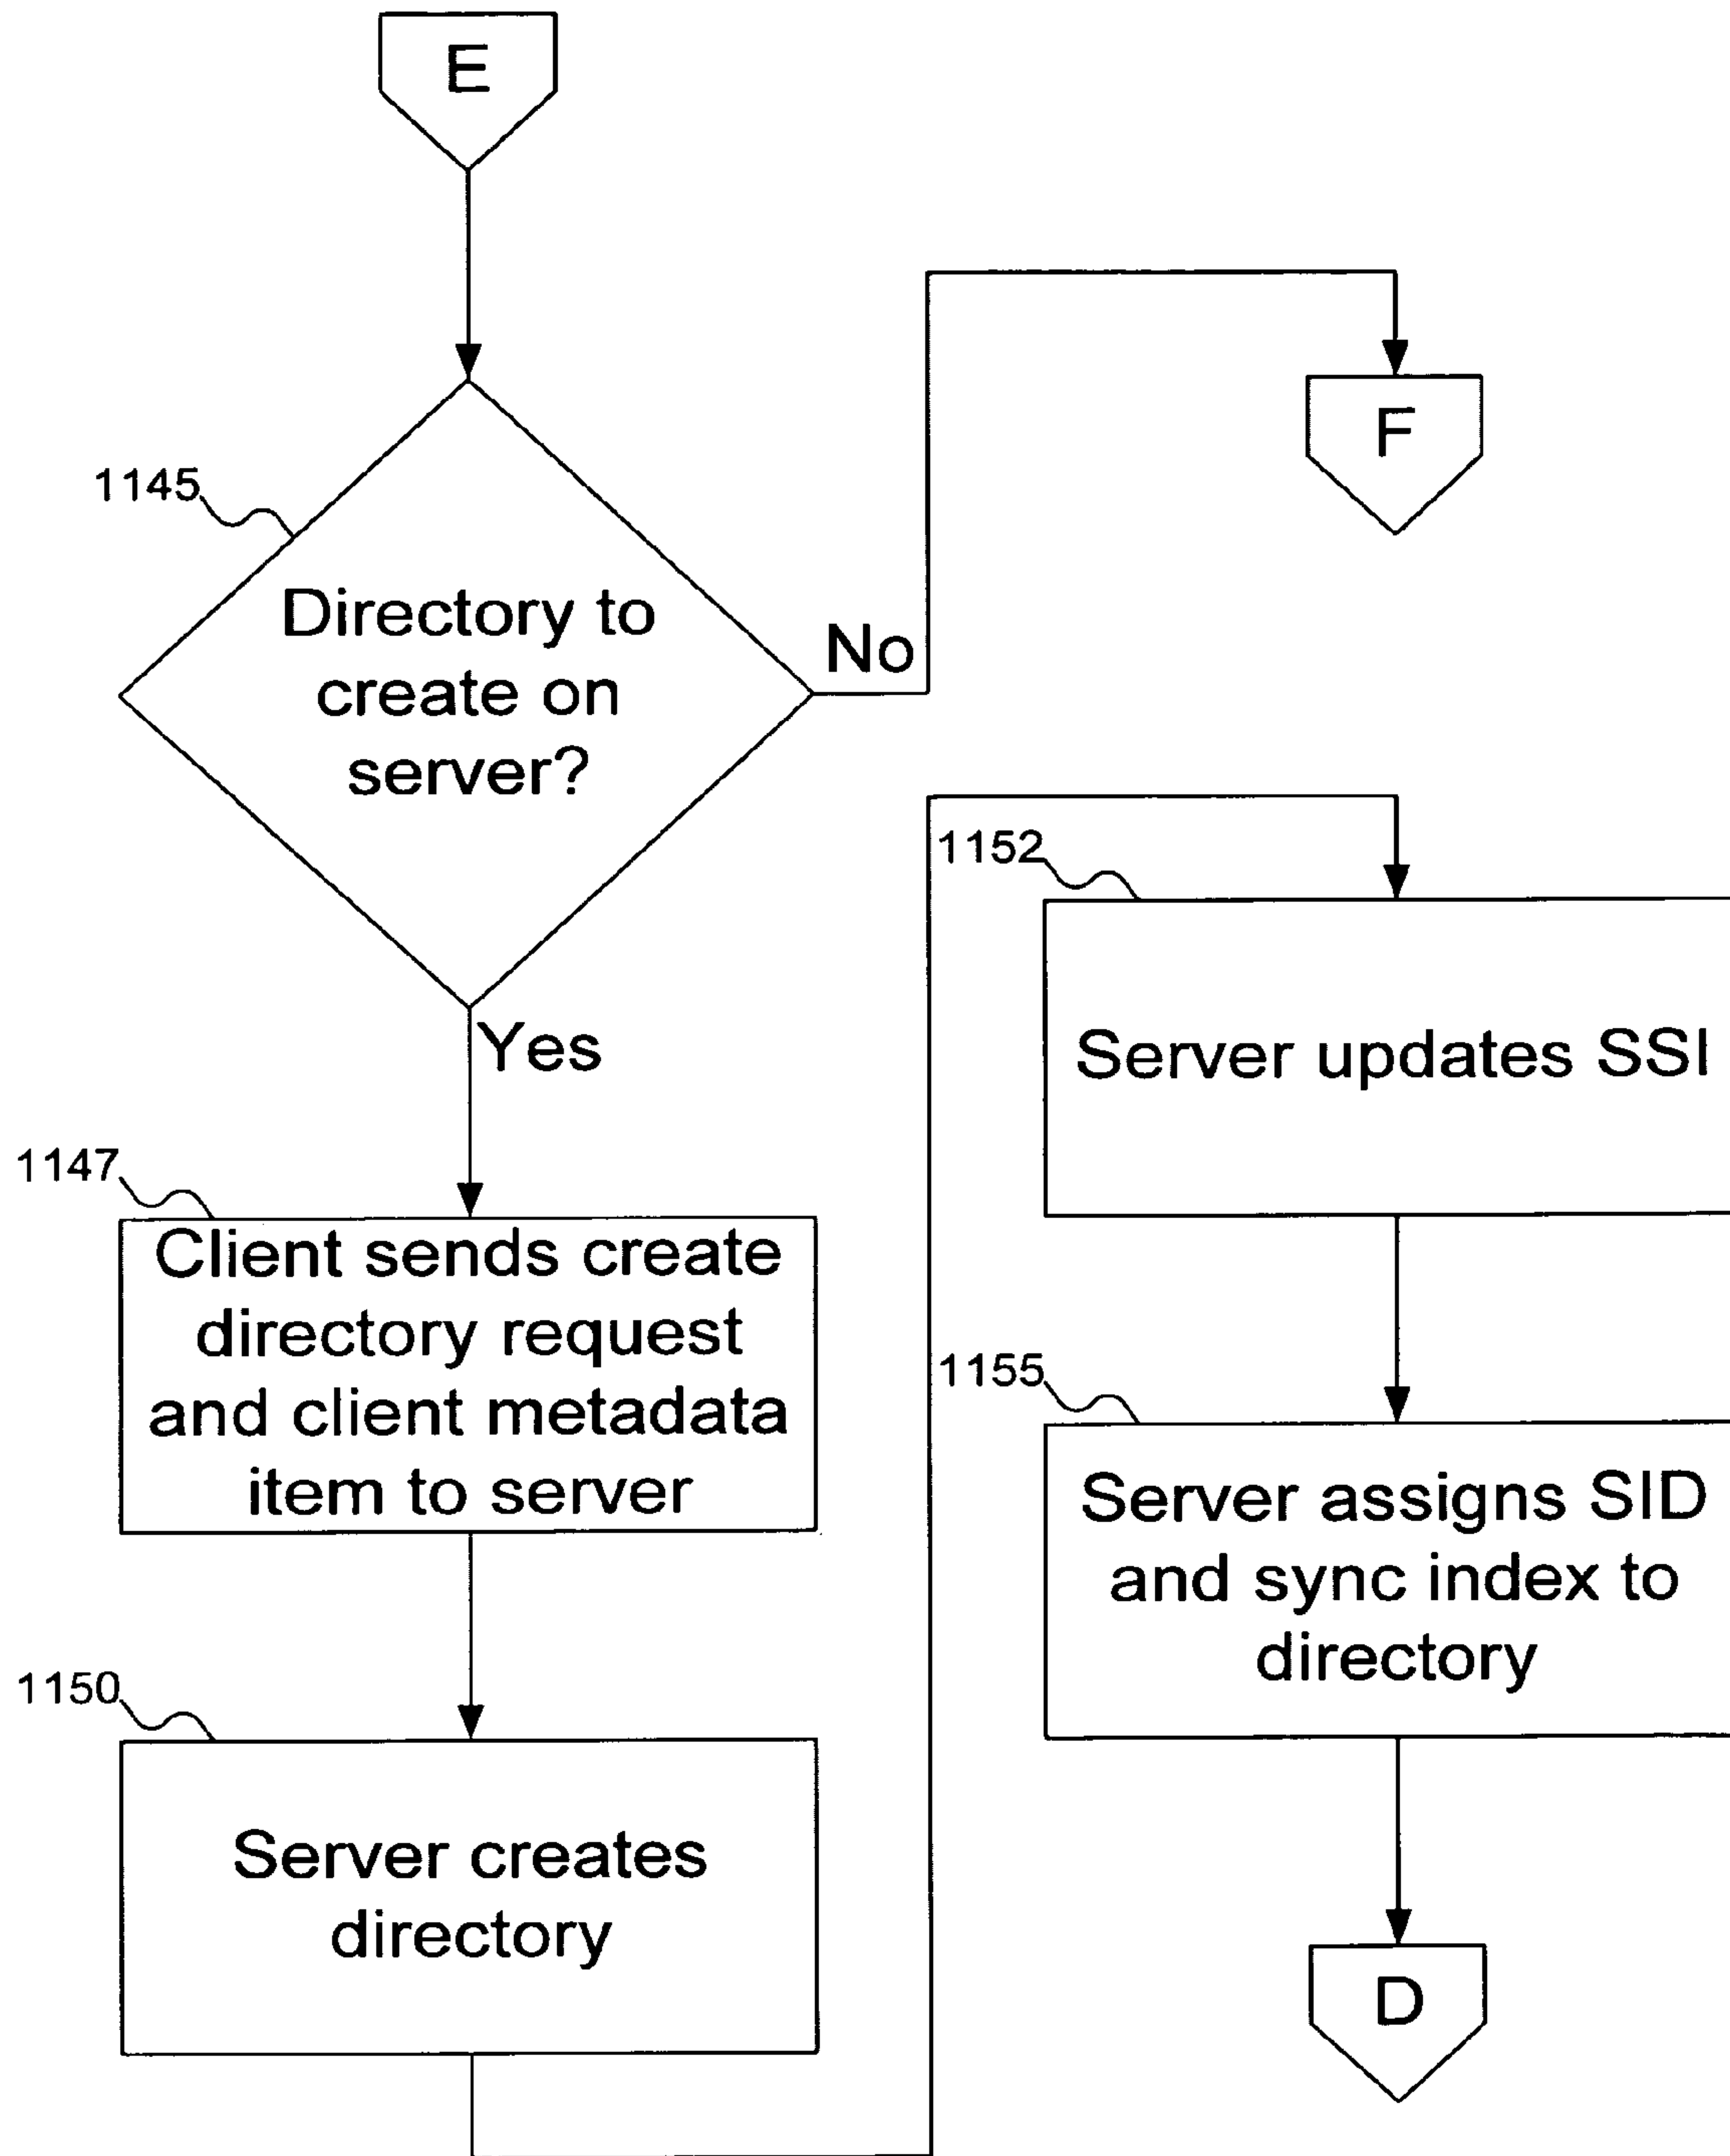 E
F
1145
Directory to
create on
server?
No
Yes
1147
Client sends create
directory request
and client metadata
item to server
1150
Server creates
directory
1152
Server updates SSI
1155
Server assigns SID
and sync index to
directory
D